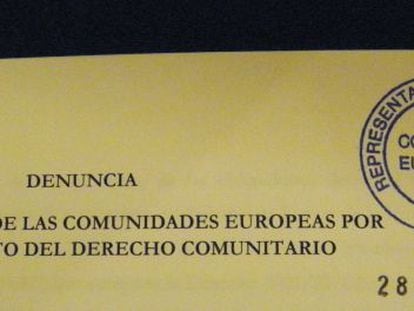 DENUNCIA
DE LAS COMUNIDADES EUROPEAS POR
TO DEL DERECHO COMUNITARIO
REPRESENTA
CO
EU
28